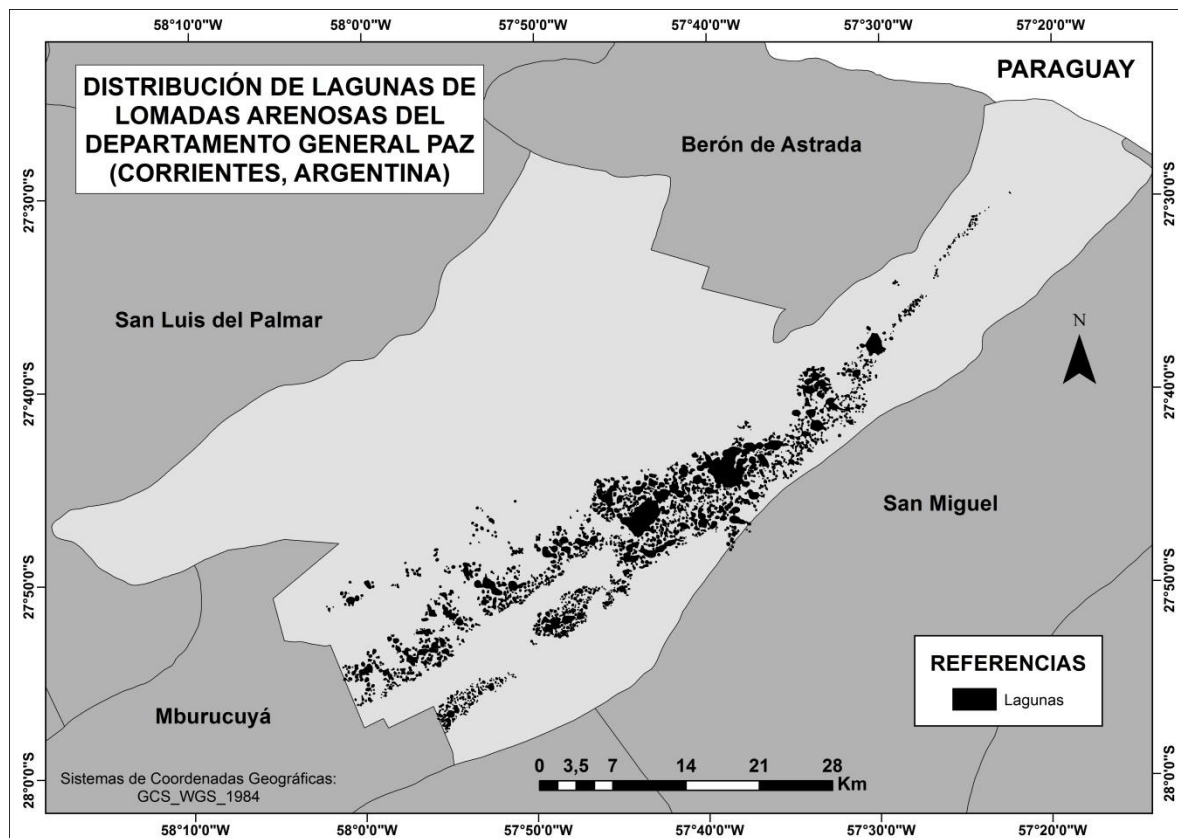 58°10'0"W
58°0'0"W
57°50'0"W
57°40'0"W
57°30'0"W
57°20'0"W
DISTRIBUCIÓN DE LAGUNAS DE
LOMADAS ARENOSAS DEL
DEPARTAMENTO GENERAL PAZ
(CORRIENTES, ARGENTINA)
PARAGUAY
Berón de Astrada
27°30'0"S
27°30'0"S
San Luis del Palmar
N
27°40'0"S
27°40'0"S
San Miguel
27°50'0"S
27°50'0"S
REFERENCIAS
Lagunas
Mburucuyá
Sistemas de Coordenadas Geográficas:
GCS_WGS_1984
0 3,5 7 14 21 28
Km
28°0'0"S
28°0'0"S
58°10'0"W
58°0'0"W
57°50'0"W
57°40'0"W
57°30'0"W
57°20'0"W